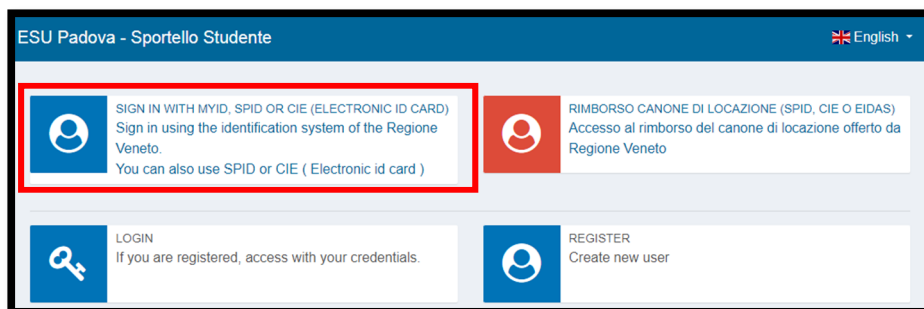 ESU Padova - Sportello Studente
English
SIGN IN WITH MYID, SPID OR CIE (ELECTRONIC ID CARD)
Sign in using the identification system of the Regione
Veneto.
You can also use SPID or CIE ( Electronic id card )
RIMBORSO CANONE DI LOCAZIONE (SPID, CIE O EIDAS)
Accesso al rimborso del canone di locazione offerto da
Regione Veneto
LOGIN
If you are registered, access with your credentials.
REGISTER
Create new user